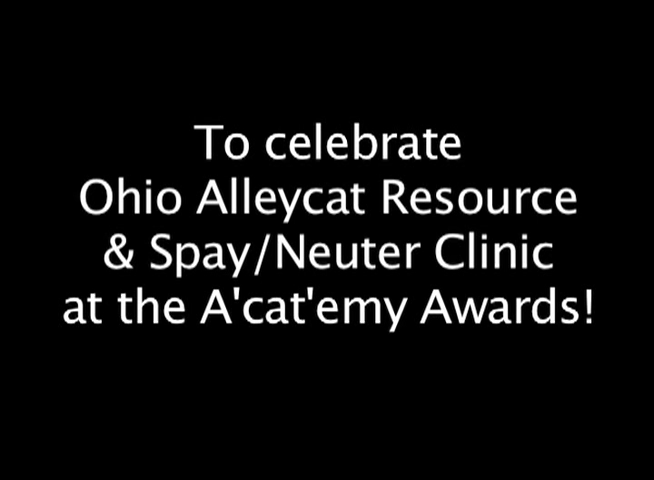 To celebrate
Ohio Alleycat Resource
& Spay/Neuter Clinic
at the A'cat'emy Awards!